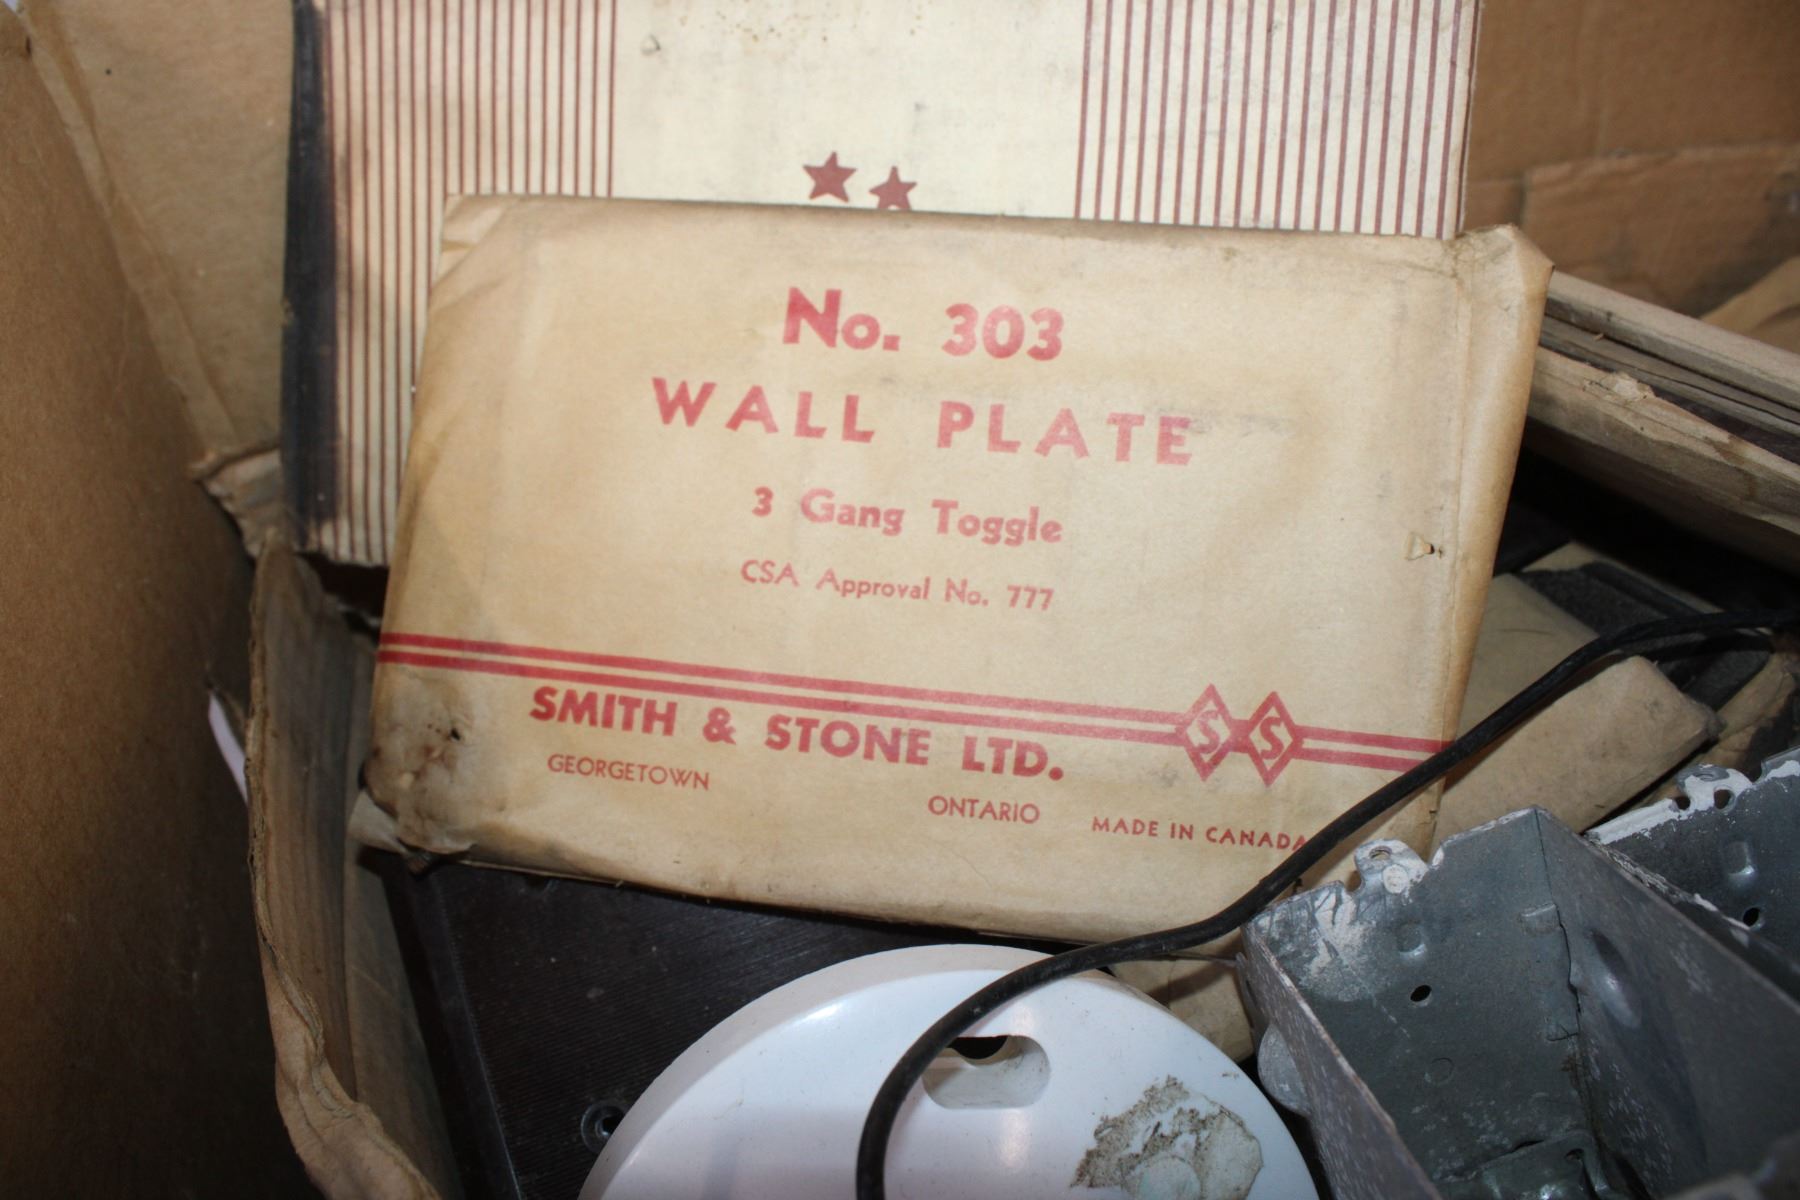 No. 303
WALL PLATE
3 Gang Toggle
CSA Approval No. 777
SMITH & STONE LTD.
S S
GEORGETOWN ONTARIO MADE IN CANADA